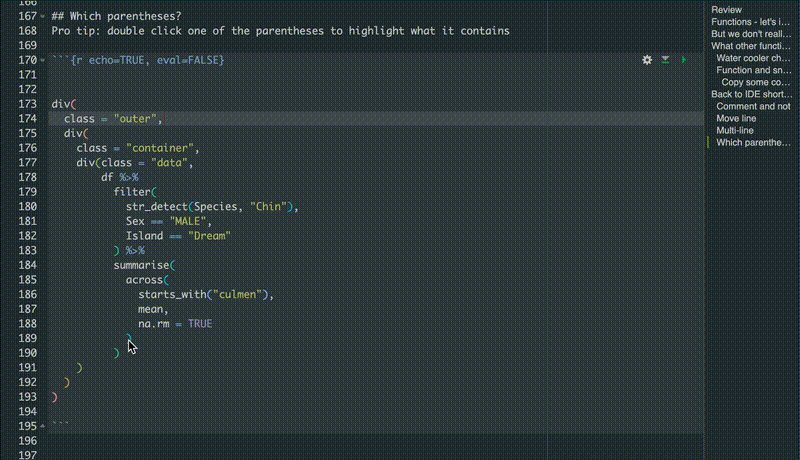 166
167 ## Which parentheses?
168 Pro tip: double click one of the parentheses to highlight what it contains
169
170 ```{r echo=TRUE, eval=FALSE}
171
172
173 div(
174   class = "outer",
175   div(
176     class = "container",
177     div(class = "data",
178         df %>%
179           filter(
180             str_detect(Species, "Chin"),
181             Sex == "MALE",
182             Island == "Dream"
183           ) %>%
184           summarise(
185             across(
186               starts_with("culmen"),
187               mean,
188               na.rm = TRUE
189             )
190           )
191     )
192   )
193 )
194
195 ```
196
197
Review
Functions - let's i...
But we don't reall...
What other functi...
Water cooler ch...
Function and sn...
Copy some co...
Back to IDE short...
Comment and not
Move line
Multi-line
Which parenthe...